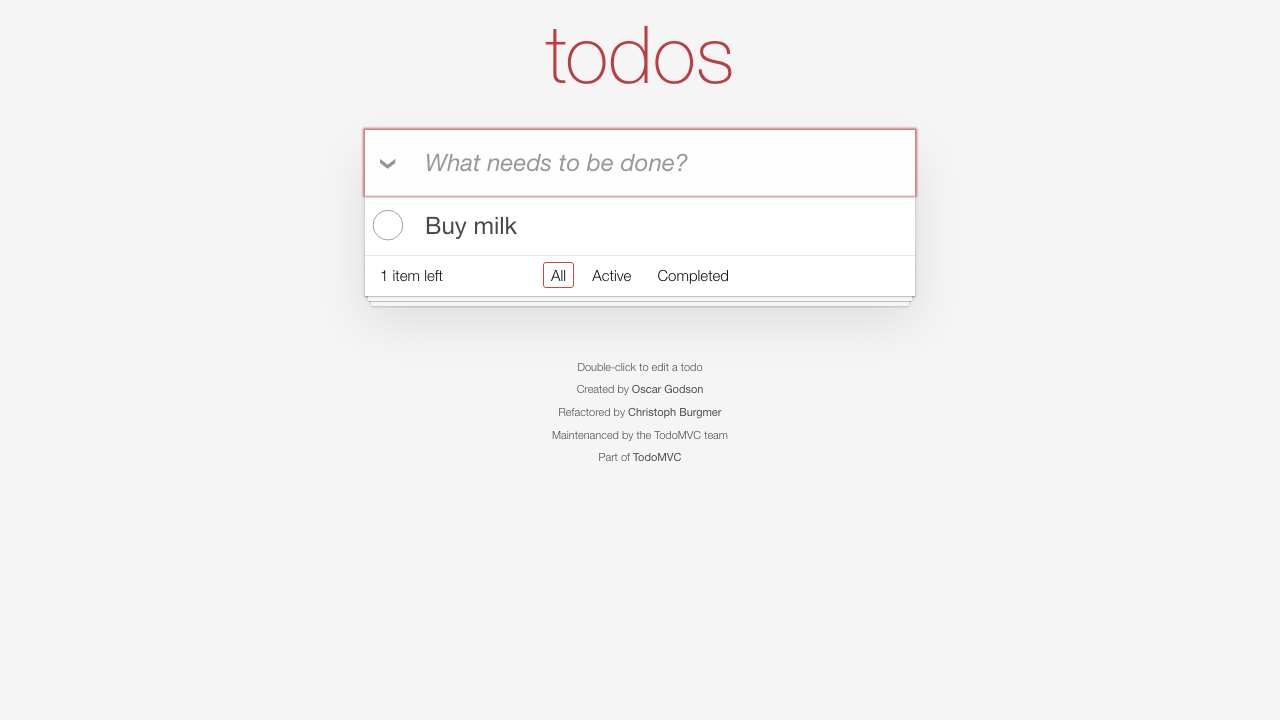 todos
What needs to be done?
Buy milk
1 item left All Active Completed
Double-click to edit a todo
Created by Oscar Godson
Refactored by Christoph Burgmer
Maintenanced by the TodoMVC team
Part of TodoMVC